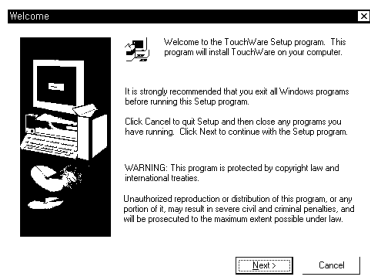 Welcome
Welcome to the TouchWare Setup program. This
program will install TouchWare on your computer.
It is strongly recommended that you exit all Windows programs
before running this Setup program.
Click Cancel to quit Setup and then close any programs you
have running. Click Next to continue with the Setup program.
WARNING: This program is protected by copyright law and
international treaties.
Unauthorized reproduction or distribution of this program, or any
portion of it, may result in severe civil and criminal penalties, and
will be prosecuted to the maximum extent possible under law.
Next > Cancel